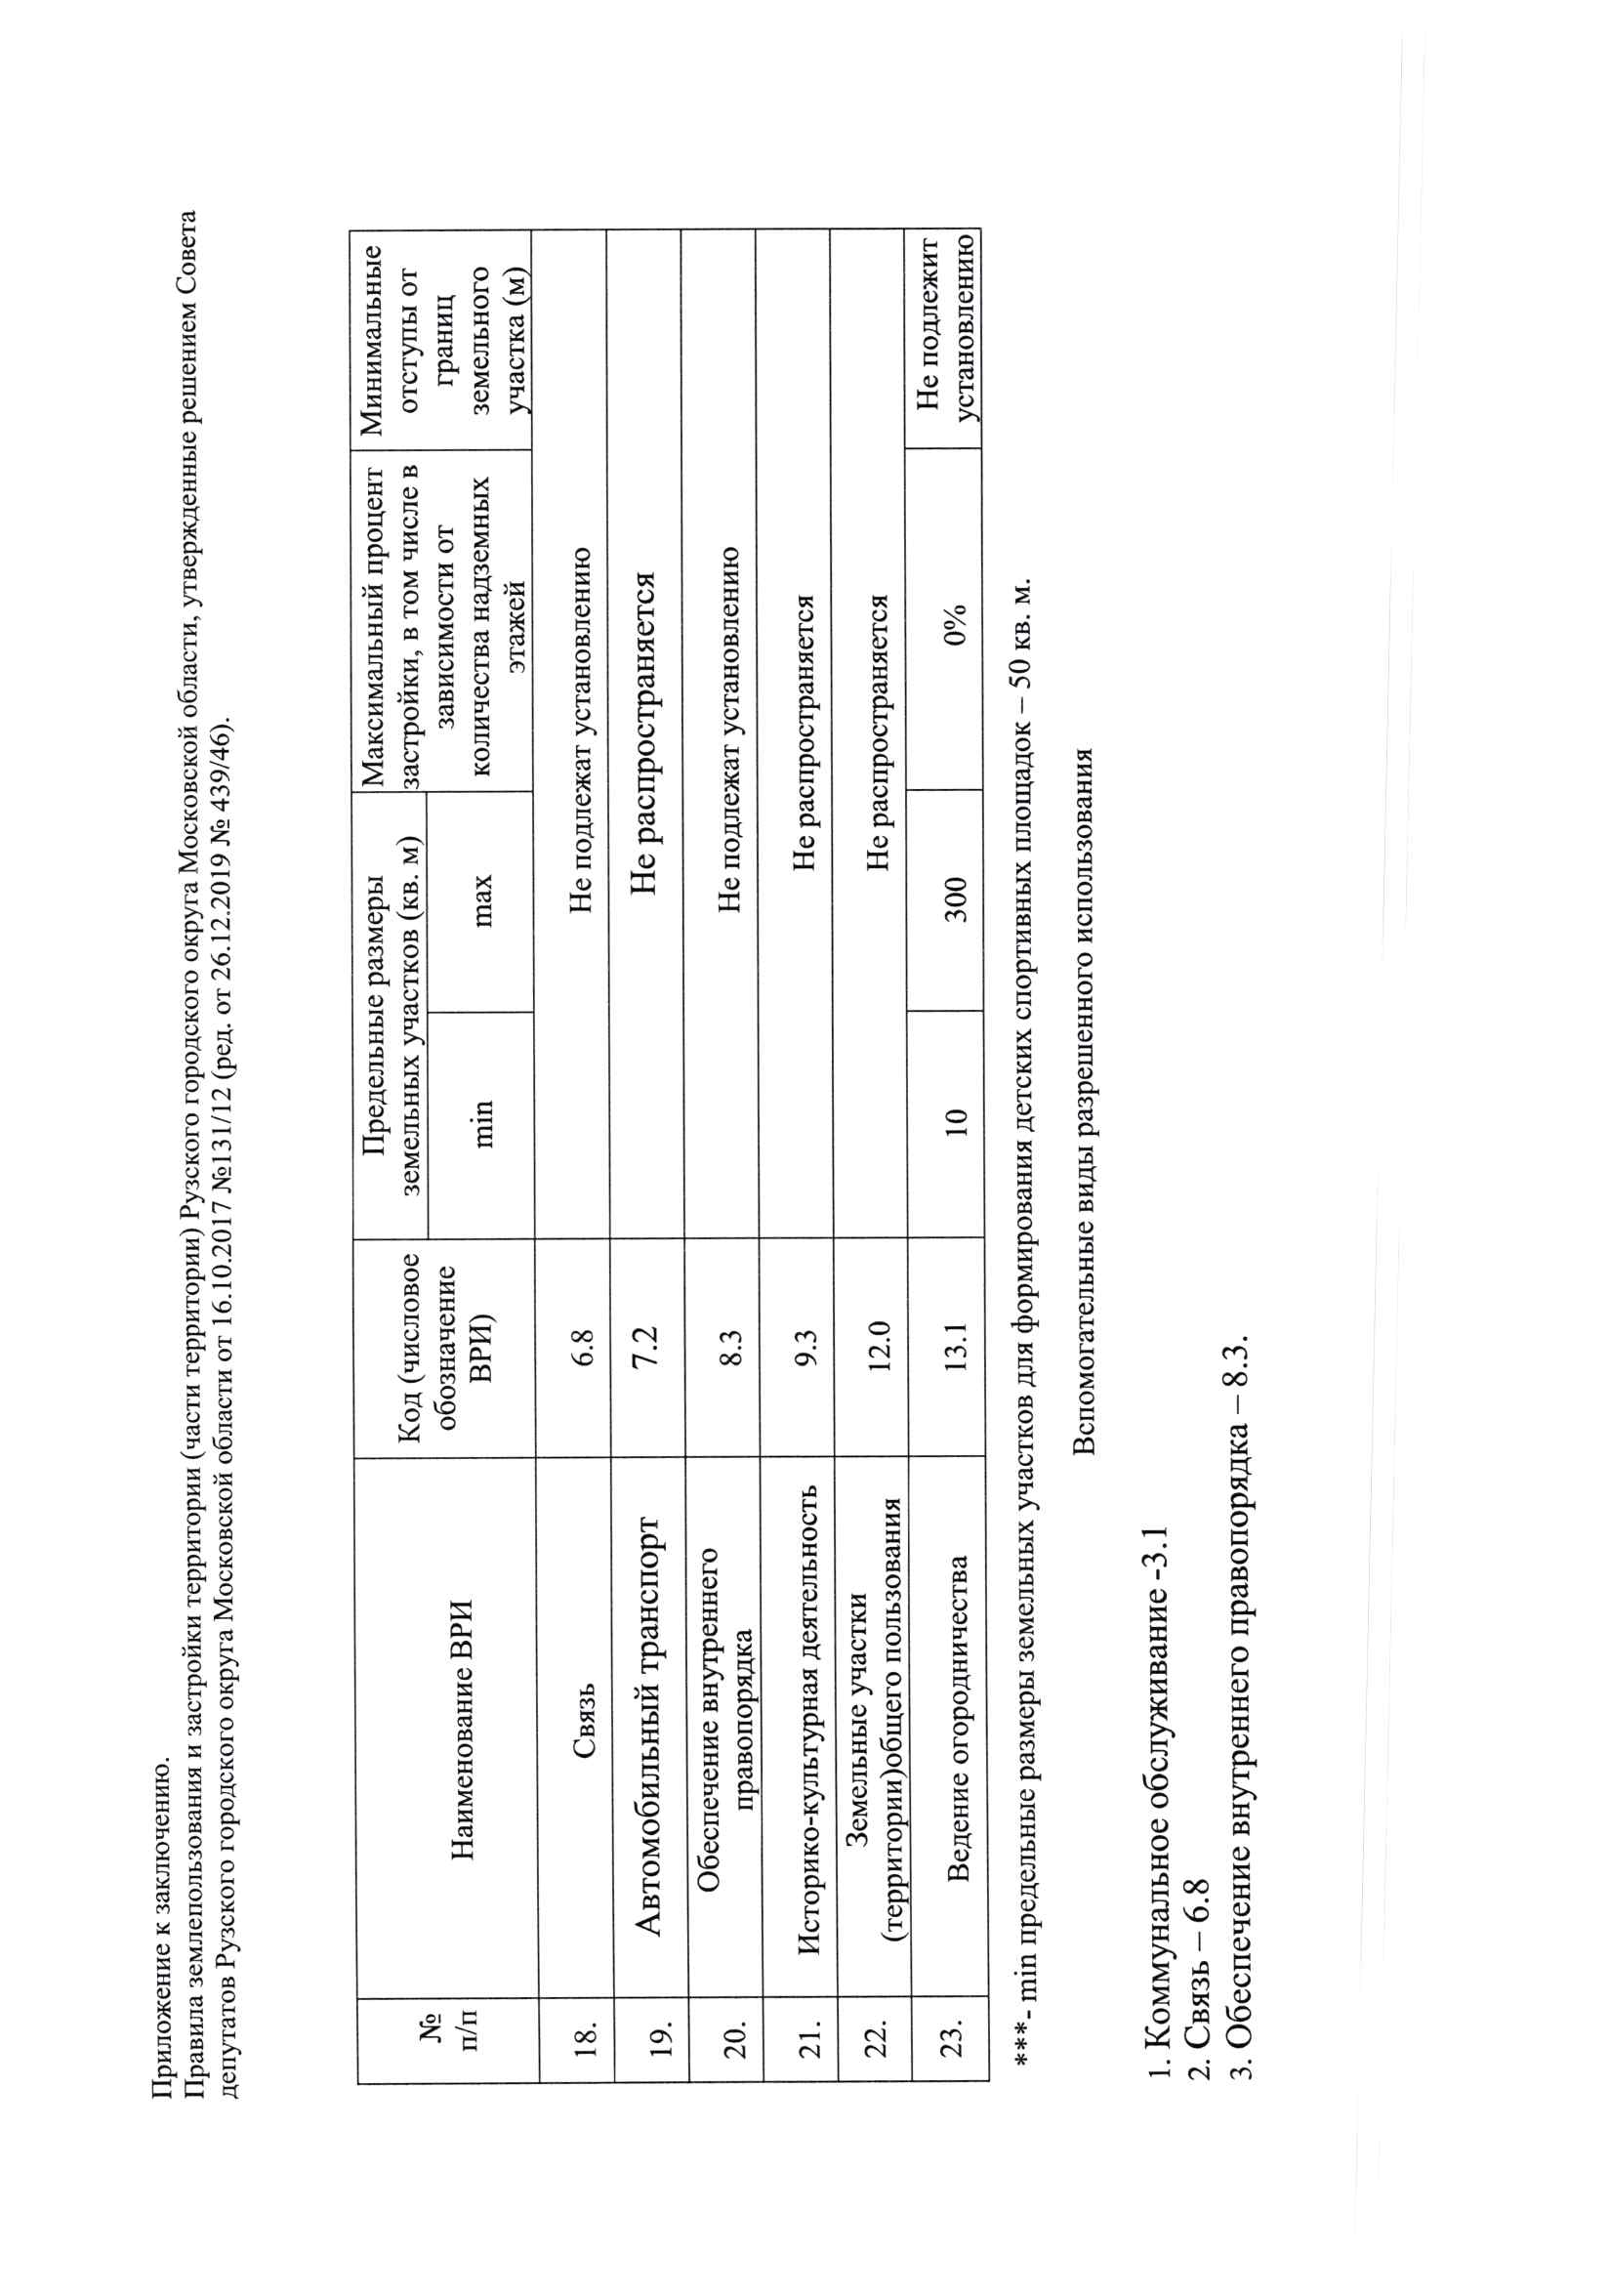 Приложение к заключению.
Правила землепользования и застройки территории (части территории) Рузского городского округа Московской области, утвержденные решением Совета
депутатов Рузского городского округа Московской области от 16.10.2017 №131/12 (ред. от 26.12.2019 № 439/46).
№
п/п
Наименование ВРИ
Код (числовое
обозначение
ВРИ)
Предельные размеры
земельных участков (кв. м)
min
max
Максимальный процент
застройки, в том числе в
зависимости от
количества надземных
этажей
Минимальные
отступы от
границ
земельного
участка (м)
18.
Связь
6.8
Не подлежат установлению
19.
Автомобильный транспорт
7.2
Не распространяется
20.
Обеспечение внутреннего
правопорядка
8.3
Не подлежат установлению
21.
Историко-культурная деятельность
9.3
Не распространяется
22.
Земельные участки
(территории)общего пользования
12.0
Не распространяется
23.
Ведение огородничества
13.1
10
300
0%
Не подлежит
установлению
***- min предельные размеры земельных участков для формирования детских спортивных площадок – 50 кв. м.
Вспомогательные виды разрешенного использования
1. Коммунальное обслуживание -3.1
2. Связь – 6.8
3. Обеспечение внутреннего правопорядка – 8.3.